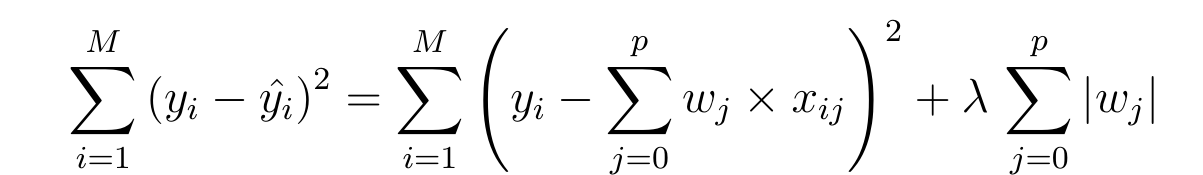 \sum_{i=1}^{M} (y_i - \hat{y_i})^2 = \sum_{i=1}^{M} \left( y_i - \sum_{j=0}^{p} w_j \times x_{ij} \right)^2 + \lambda \sum_{j=0}^{p} |w_j|